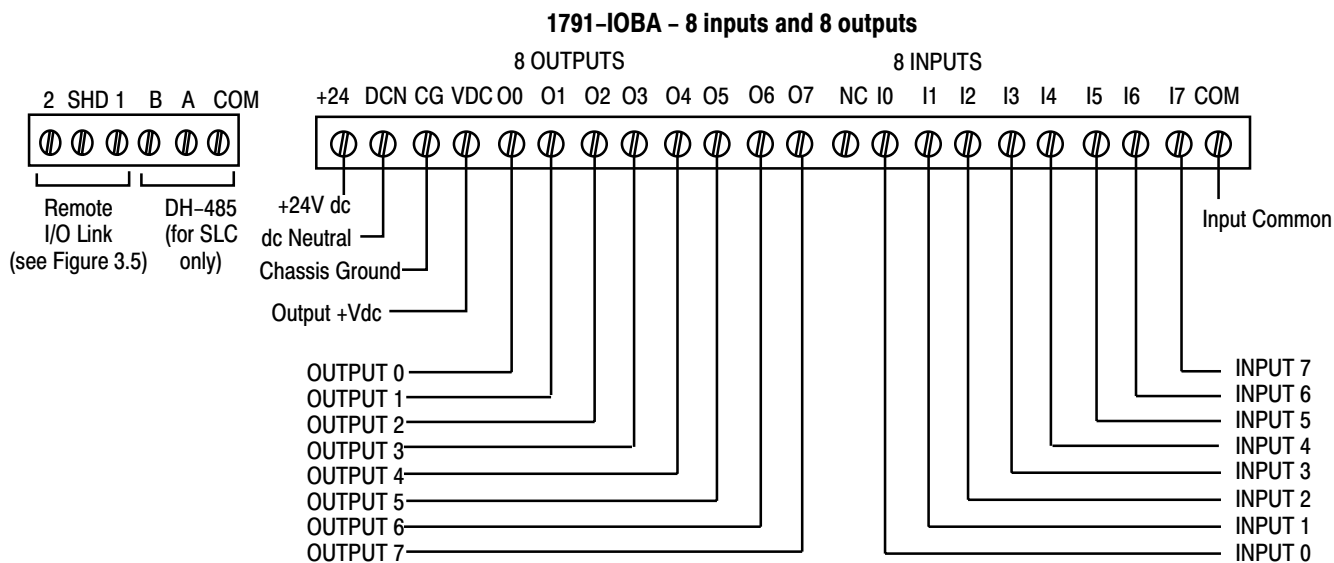 1791–IOBA – 8 inputs and 8 outputs
8 OUTPUTS
8 INPUTS
2 SHD 1 B A COM
+24 DCN CG VDC O0 O1 O2 O3 O4 O5 O6 O7 NC I0 I1 I2 I3 I4 I5 I6 I7 COM
Remote
I/O Link
(see Figure 3.5)
DH–485
(for SLC
only)
+24V dc
dc Neutral
Chassis Ground
Output +Vdc
Input Common
OUTPUT 0
OUTPUT 1
OUTPUT 2
OUTPUT 3
OUTPUT 4
OUTPUT 5
OUTPUT 6
OUTPUT 7
INPUT 7
INPUT 6
INPUT 5
INPUT 4
INPUT 3
INPUT 2
INPUT 1
INPUT 0